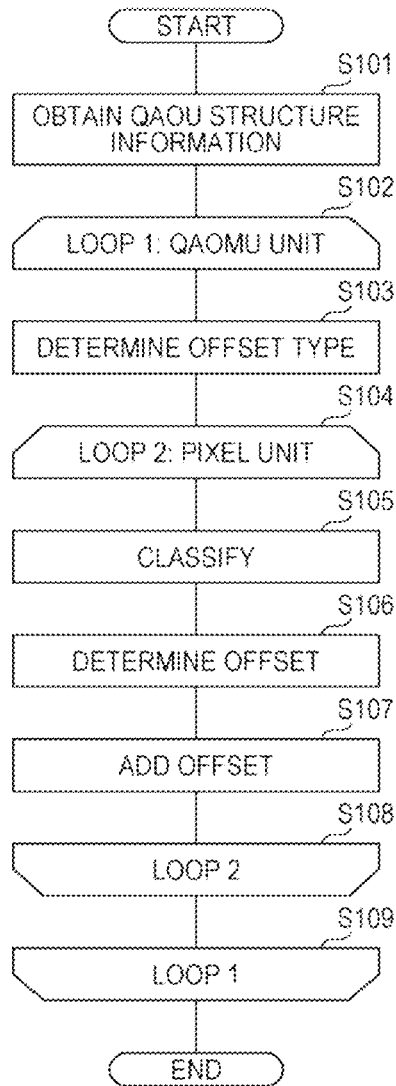 START
S101
OBTAIN QAOU STRUCTURE
INFORMATION
S102
LOOP 1: QAOMU UNIT
S103
DETERMINE OFFSET TYPE
S104
LOOP 2: PIXEL UNIT
S105
CLASSIFY
S106
DETERMINE OFFSET
S107
ADD OFFSET
S108
LOOP 2
S109
LOOP 1
END